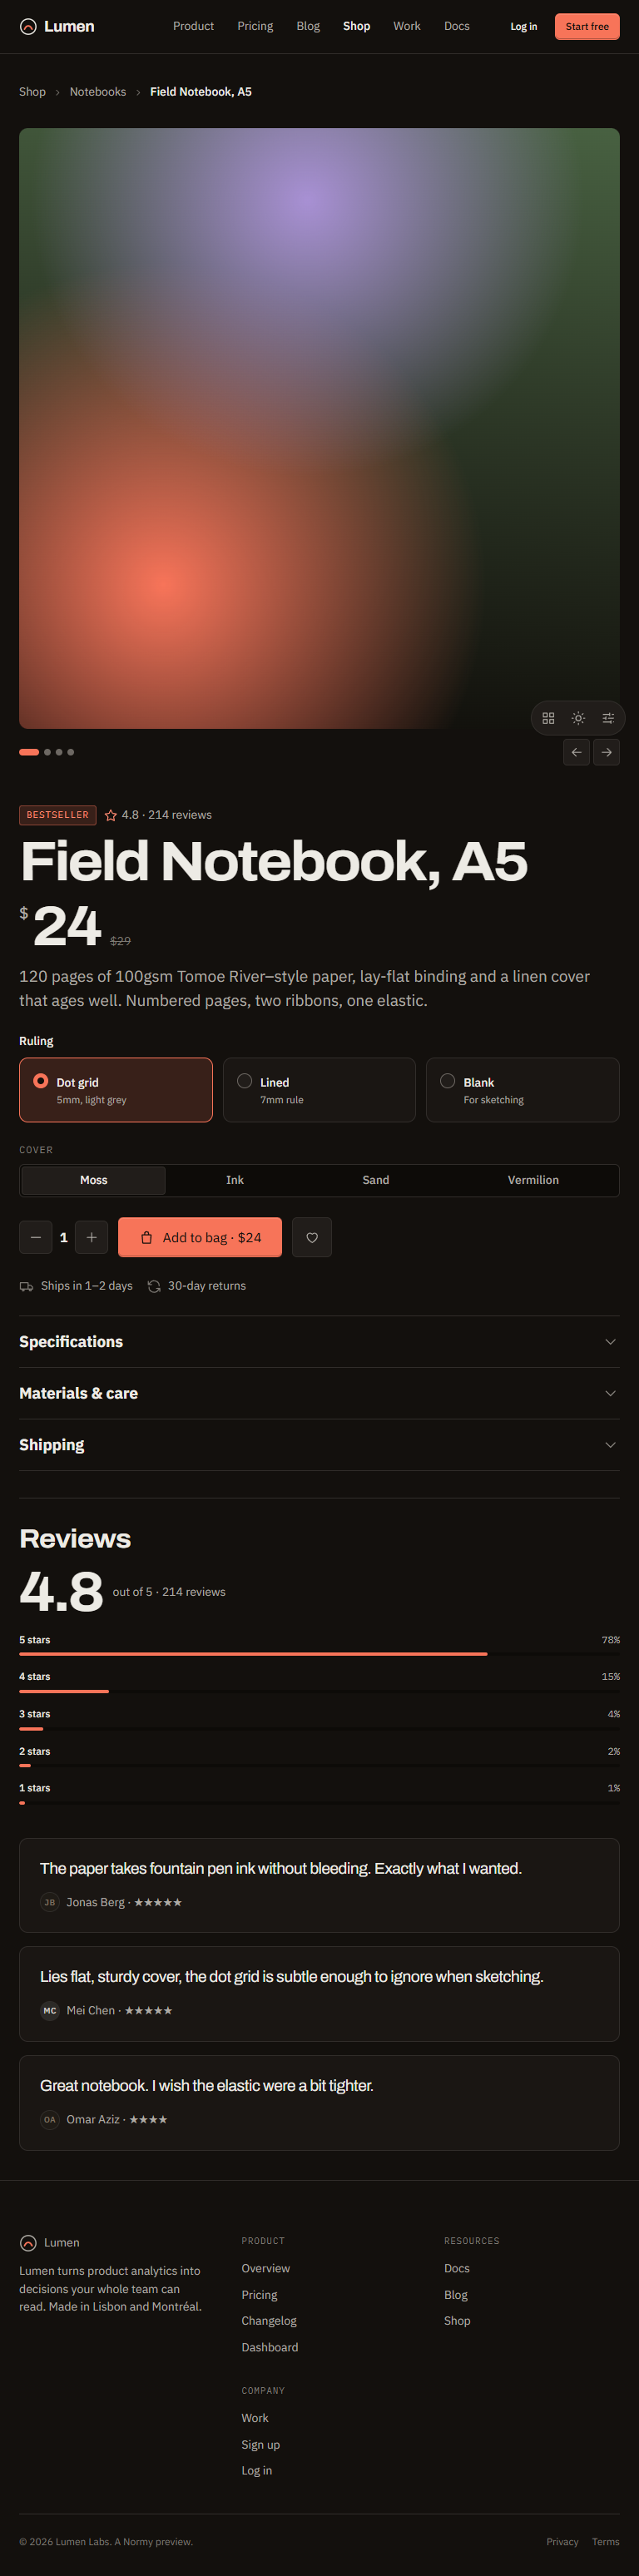 Lumen
Product Pricing Blog Shop Work Docs Log in Start free
Shop › Notebooks › Field Notebook, A5
BESTSELLER 4.8 · 214 reviews
Field Notebook, A5
$ 24 $29
120 pages of 100gsm Tomoe River–style paper, lay-flat binding and a linen cover
that ages well. Numbered pages, two ribbons, one elastic.
Ruling
Dot grid
5mm, light grey
Lined
7mm rule
Blank
For sketching
COVER
Moss Ink Sand Vermilion
1 Add to bag · $24
Ships in 1–2 days 30-day returns
Specifications
Materials & care
Shipping
Reviews
4.8 out of 5 · 214 reviews
5 stars 78%
4 stars 15%
3 stars 4%
2 stars 2%
1 stars 1%
The paper takes fountain pen ink without bleeding. Exactly what I wanted.
JB Jonas Berg · ★★★★★
Lies flat, sturdy cover, the dot grid is subtle enough to ignore when sketching.
MC Mei Chen · ★★★★★
Great notebook. I wish the elastic were a bit tighter.
OA Omar Aziz · ★★★★
Lumen
Lumen turns product analytics into
decisions your whole team can
read. Made in Lisbon and Montréal.
PRODUCT
Overview
Pricing
Changelog
Dashboard
RESOURCES
Docs
Blog
Shop
COMPANY
Work
Sign up
Log in
© 2026 Lumen Labs. A Normy preview.
Privacy Terms